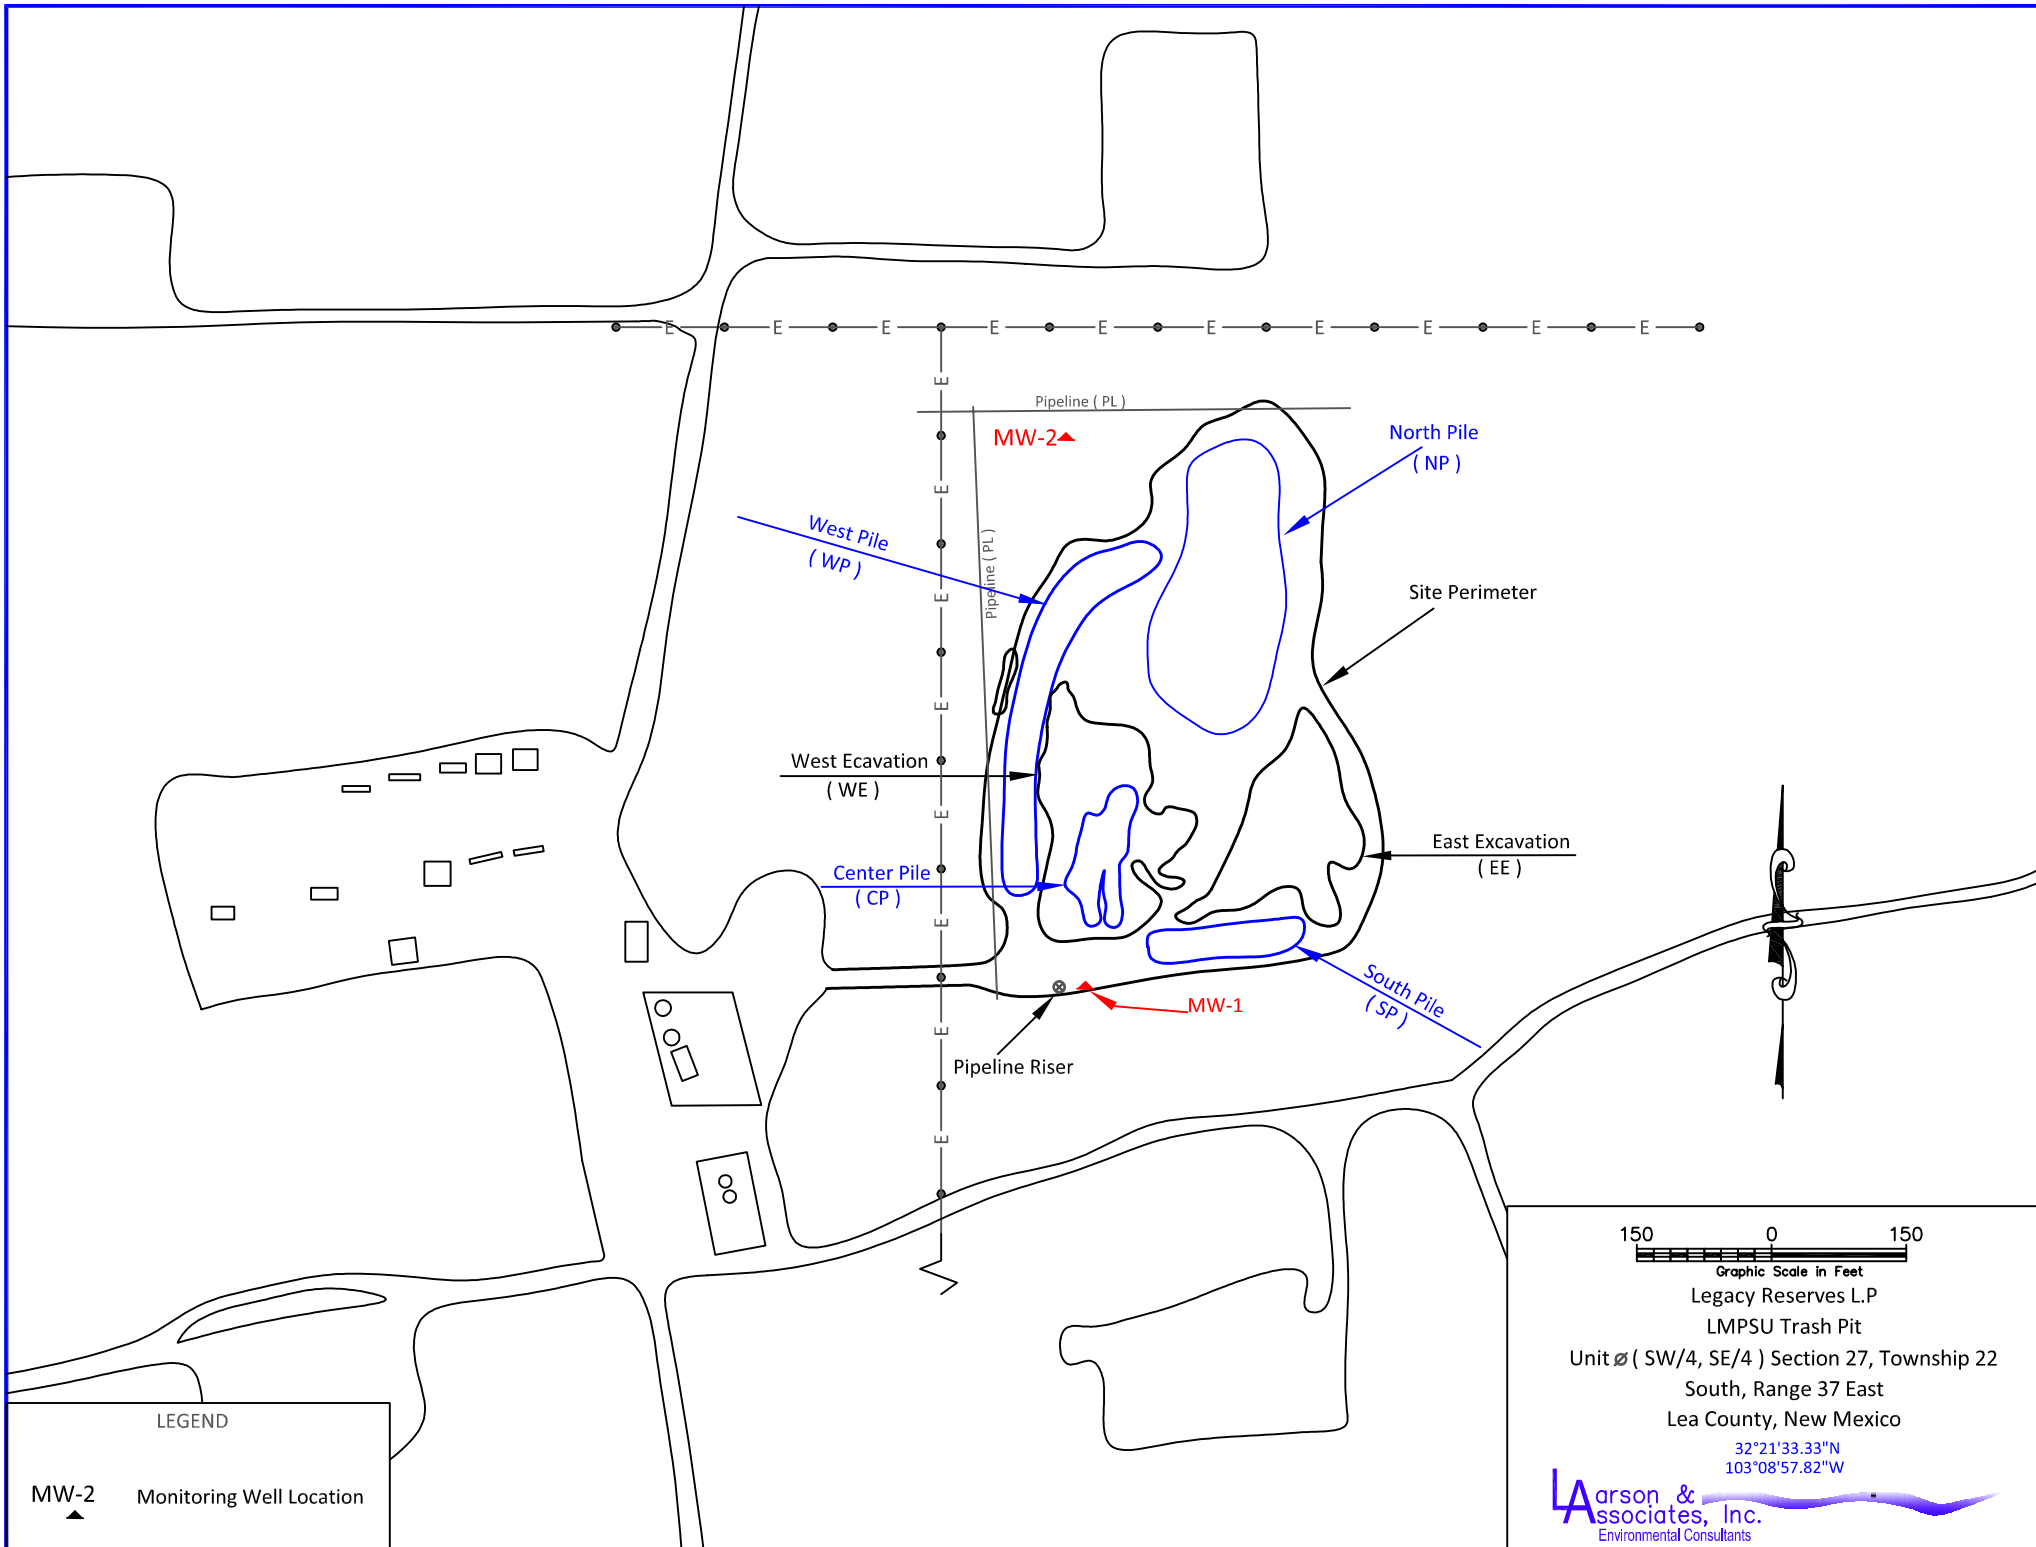 E E E E E E E E E E
E
E
E
E
E
E
E
E
Pipeline ( PL )
MW-2
North Pile
( NP )
West Pile
( WP )
Pipeline ( PL )
Site Perimeter
West Ecavation
( WE )
East Excavation
( EE )
Center Pile
( CP )
South Pile
( SP )
MW-1
Pipeline Riser
LEGEND
MW-2 Monitoring Well Location
150 0 150
Graphic Scale in Feet
Legacy Reserves L.P
LMPSU Trash Pit
Unit Ø ( SW/4, SE/4 ) Section 27, Township 22
South, Range 37 East
Lea County, New Mexico
32°21'33.33"N
103°08'57.82"W
Larson &
Associates, Inc.
Environmental Consultants